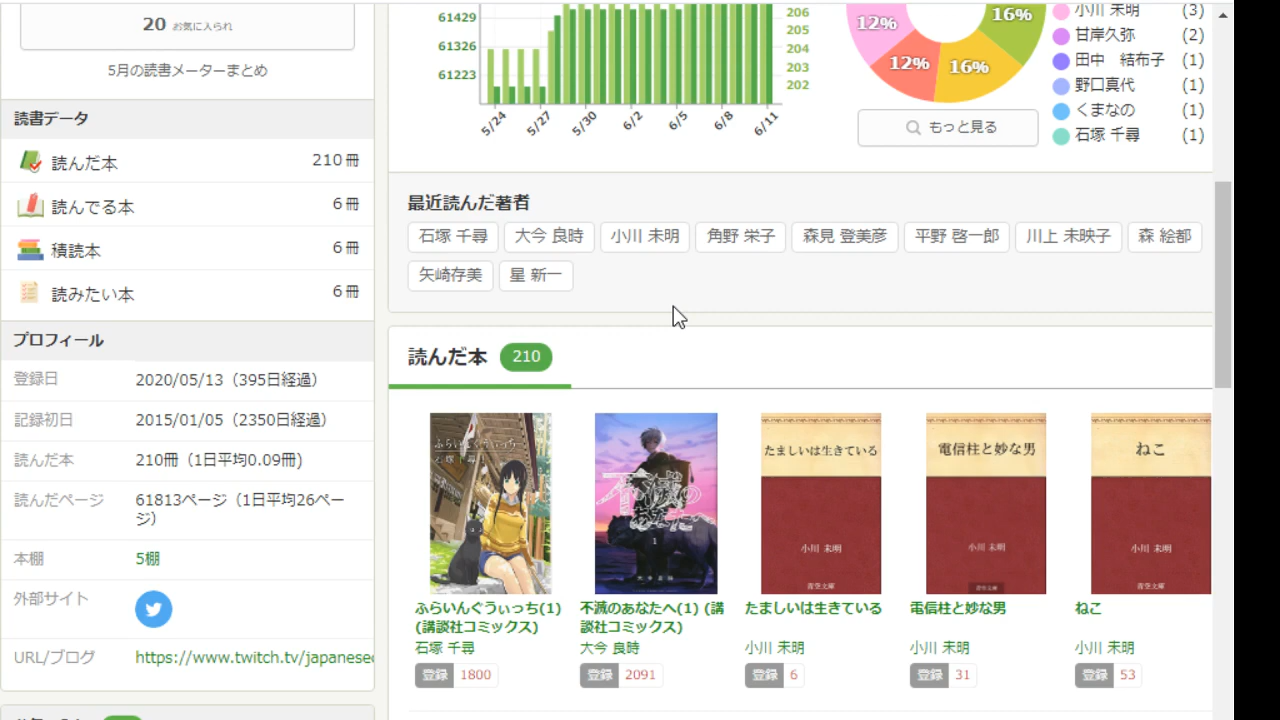 20 お気に入られ
5月の読書メーターまとめ
読書データ
読んだ本 210冊
読んでる本 6冊
積読本 6冊
読みたい本 6冊
プロフィール
登録日 2020/05/13（395日経過）
記録初日 2015/01/05（2350日経過）
読んだ本 210冊（1日平均0.09冊)
読んだページ 61813ページ（1日平均26ペー
ジ）
本棚 5棚
外部サイト
URL/ブログ https://www.twitch.tv/japanese
61429
61326
61223
206
205
204
203
202
5/24 5/27 5/30 6/2 6/5 6/8 6/11
12% 16%
12% 16%
小川 未明 (3)
甘岸久弥 (2)
田中　結布子 (1)
野口真代 (1)
くまなの (1)
石塚 千尋 (1)
もっと見る
最近読んだ著者
石塚 千尋 大今 良時 小川 未明 角野 栄子 森見 登美彦 平野 啓一郎 川上 未映子 森 絵都
矢崎存美 星 新一
読んだ本 210
ふらいんぐうぃっち
石塚千尋
不滅の
あなたへ
1
大今良時
たましいは生きている
小川 未明
青空文庫
電信柱と妙な男
小川 未明
青空文庫
ねこ
小川 未明
青空文庫
ふらいんぐうぃっち(1)
(講談社コミックス)
石塚 千尋
登録 1800
不滅のあなたへ(1) (講
談社コミックス)
大今 良時
登録 2091
たましいは生きている
小川 未明
登録 6
電信柱と妙な男
小川 未明
登録 31
ねこ
小川 未明
登録 53